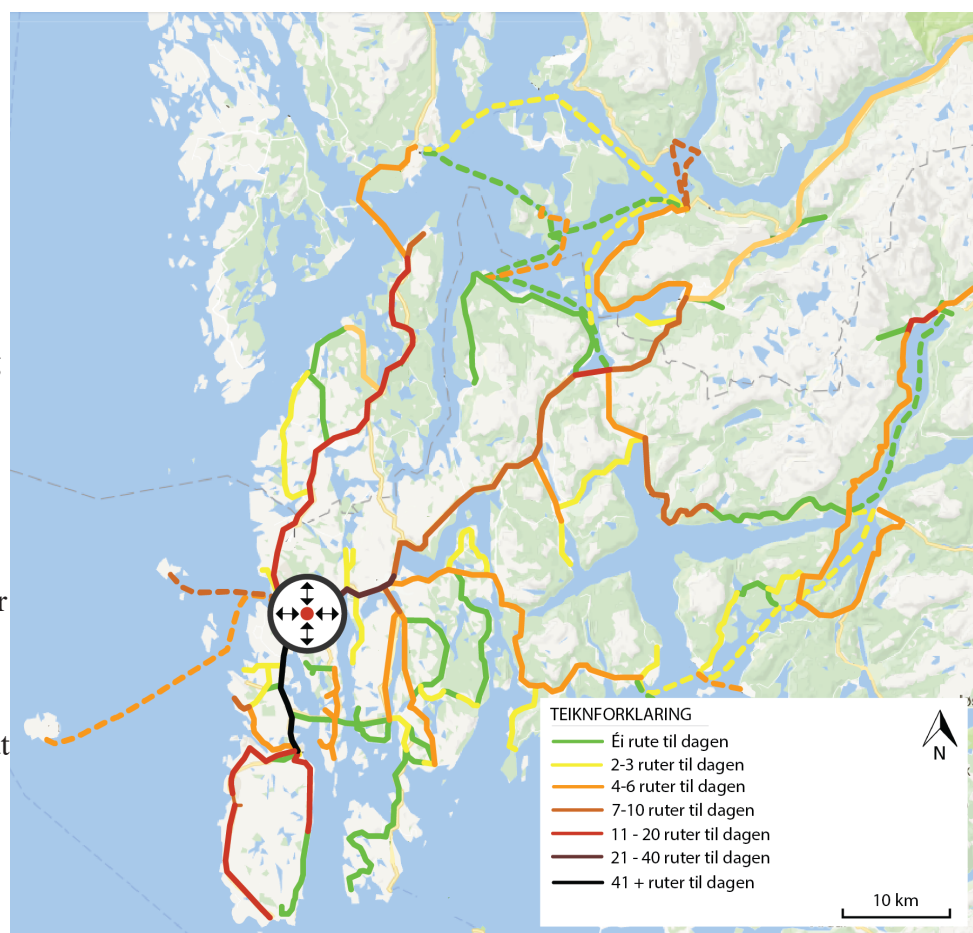 r
t
TEIKNFORKLARING
Éi rute til dagen
2-3 ruter til dagen
4-6 ruter til dagen
7-10 ruter til dagen
11 - 20 ruter til dagen
21 - 40 ruter til dagen
41 + ruter til dagen
N
10 km